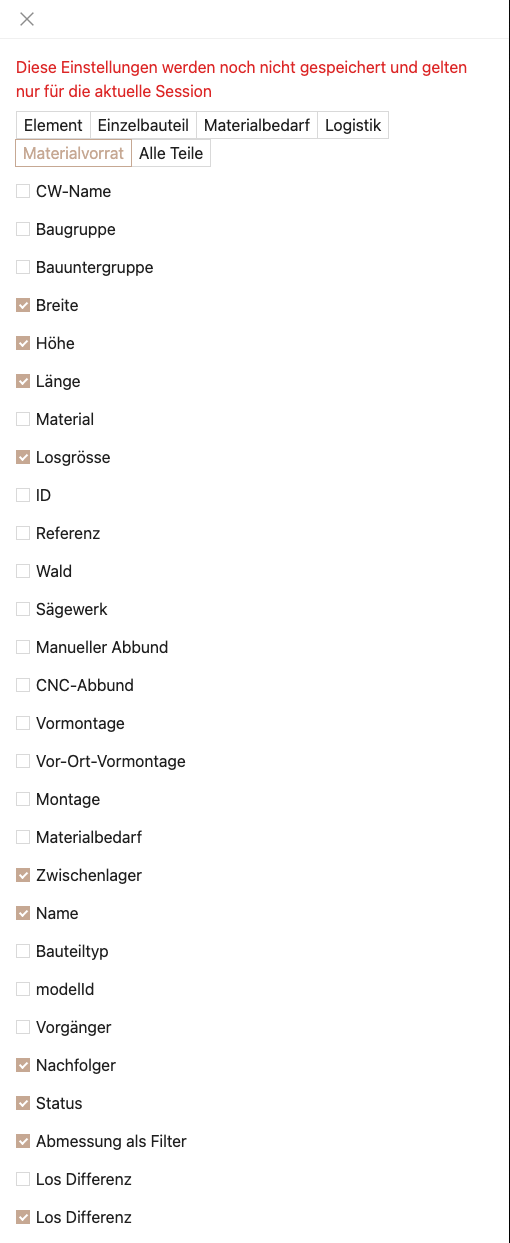 Diese Einstellungen werden noch nicht gespeichert und gelten
nur für die aktuelle Session
Element Einzelbauteil Materialbedarf Logistik
Materialvorrat Alle Teile
CW-Name
Baugruppe
Bauuntergruppe
Breite
Höhe
Länge
Material
Losgrösse
ID
Referenz
Wald
Sägewerk
Manueller Abbund
CNC-Abbund
Vormontage
Vor-Ort-Vormontage
Montage
Materialbedarf
Zwischenlager
Name
Bauteiltyp
modelId
Vorgänger
Nachfolger
Status
Abmessung als Filter
Los Differenz
Los Differenz